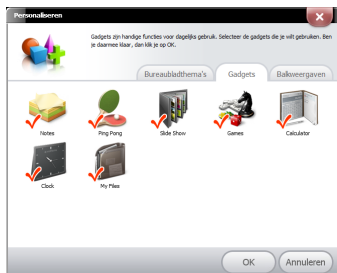 Personaliseren
Gadgets zijn handige functies voor dagelijks gebruik. Selecteer de gadgets die je wilt gebruiken. Ben
je daarmee klaar, dan klik je op OK.
Bureaubladthema's Gadgets Balkweergaven
Notes Ping Pong Slide Show Games Calculator
Clock My Files
OK Annuleren